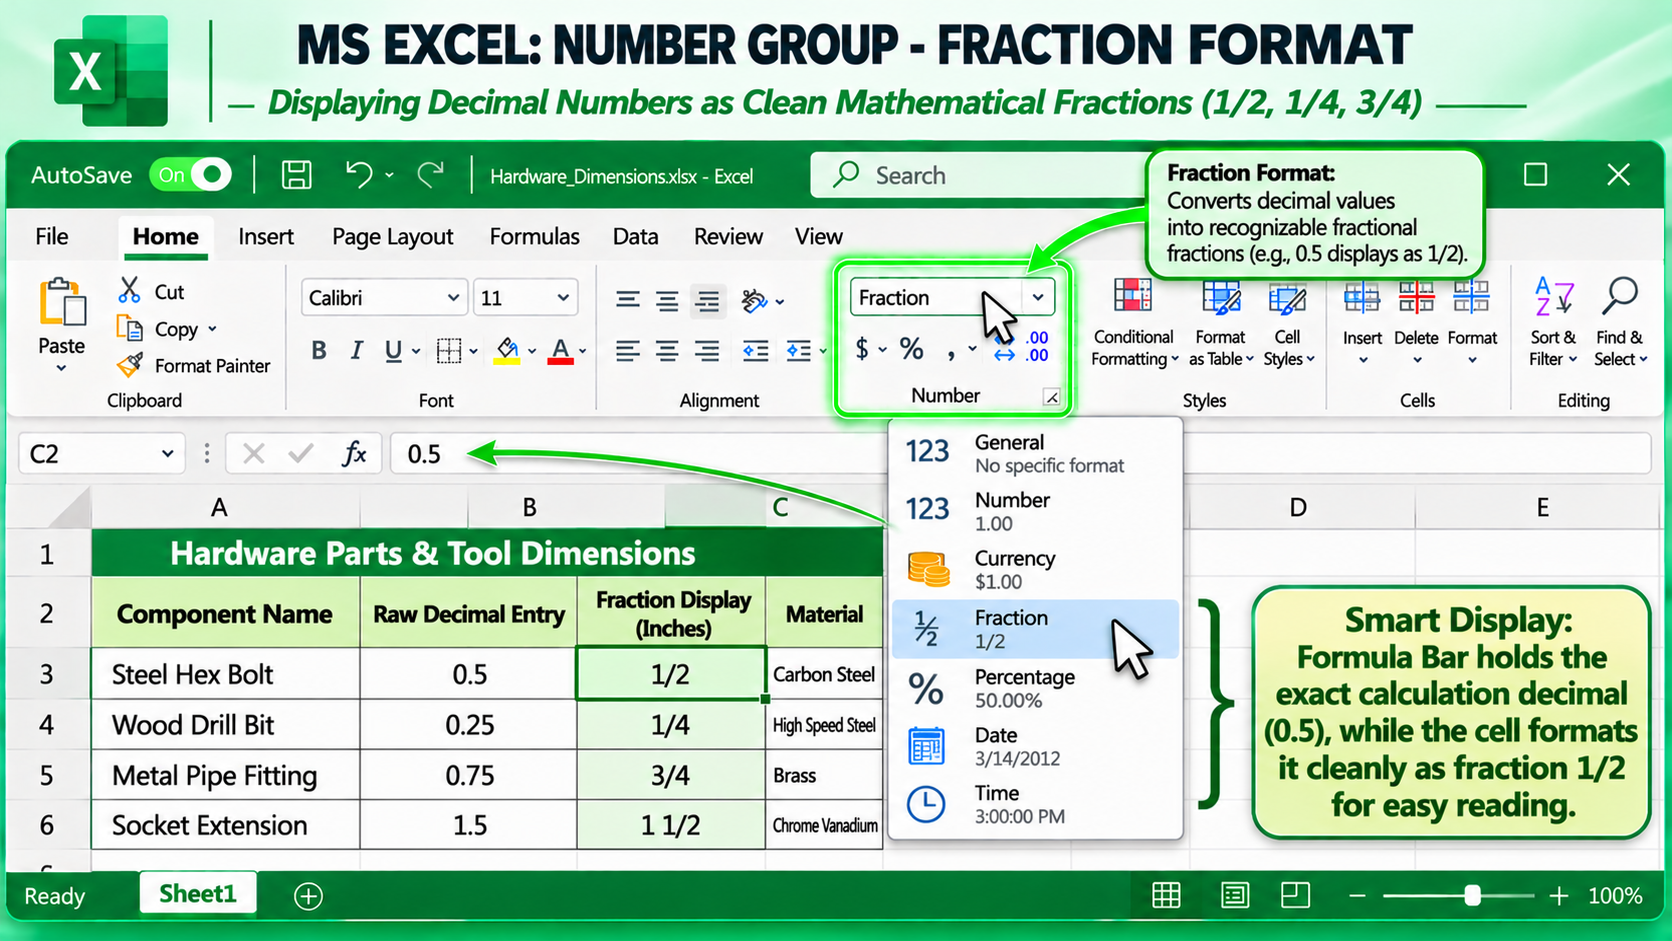 X
MS EXCEL: NUMBER GROUP - FRACTION FORMAT
— Displaying Decimal Numbers as Clean Mathematical Fractions (1/2, 1/4, 3/4) —
AutoSave On Hardware_Dimensions.xlsx - Excel Search
Fraction Format:
Converts decimal values
into recognizable fractional
fractions (e.g., 0.5 displays as 1/2).
File Home Insert Page Layout Formulas Data Review View
Paste
Cut
Copy
Format Painter
Clipboard
Calibri 11
B I U A
Font
Alignment
Fraction
$ % , .00
.00
Number
Conditional
Formatting
Format
as Table
Cell
Styles
Styles
Insert
Delete
Format
Cells
A
Z
Sort &
Filter
Find &
Select
Editing
C2 fx 0.5
A B C D E
1 Hardware Parts & Tool Dimensions
2 Component Name Raw Decimal Entry Fraction Display
(Inches) Material
3 Steel Hex Bolt 0.5 1/2 Carbon Steel
4 Wood Drill Bit 0.25 1/4 High Speed Steel
5 Metal Pipe Fitting 0.75 3/4 Brass
6 Socket Extension 1.5 1 1/2 Chrome Vanadium
123 General
No specific format
123 Number
1.00
Currency
$1.00
1/2 Fraction
1/2
% Percentage
50.00%
Date
3/14/2012
Time
3:00:00 PM
Smart Display:
Formula Bar holds the
exact calculation decimal
(0.5), while the cell formats
it cleanly as fraction 1/2
for easy reading.
Ready Sheet1 100%